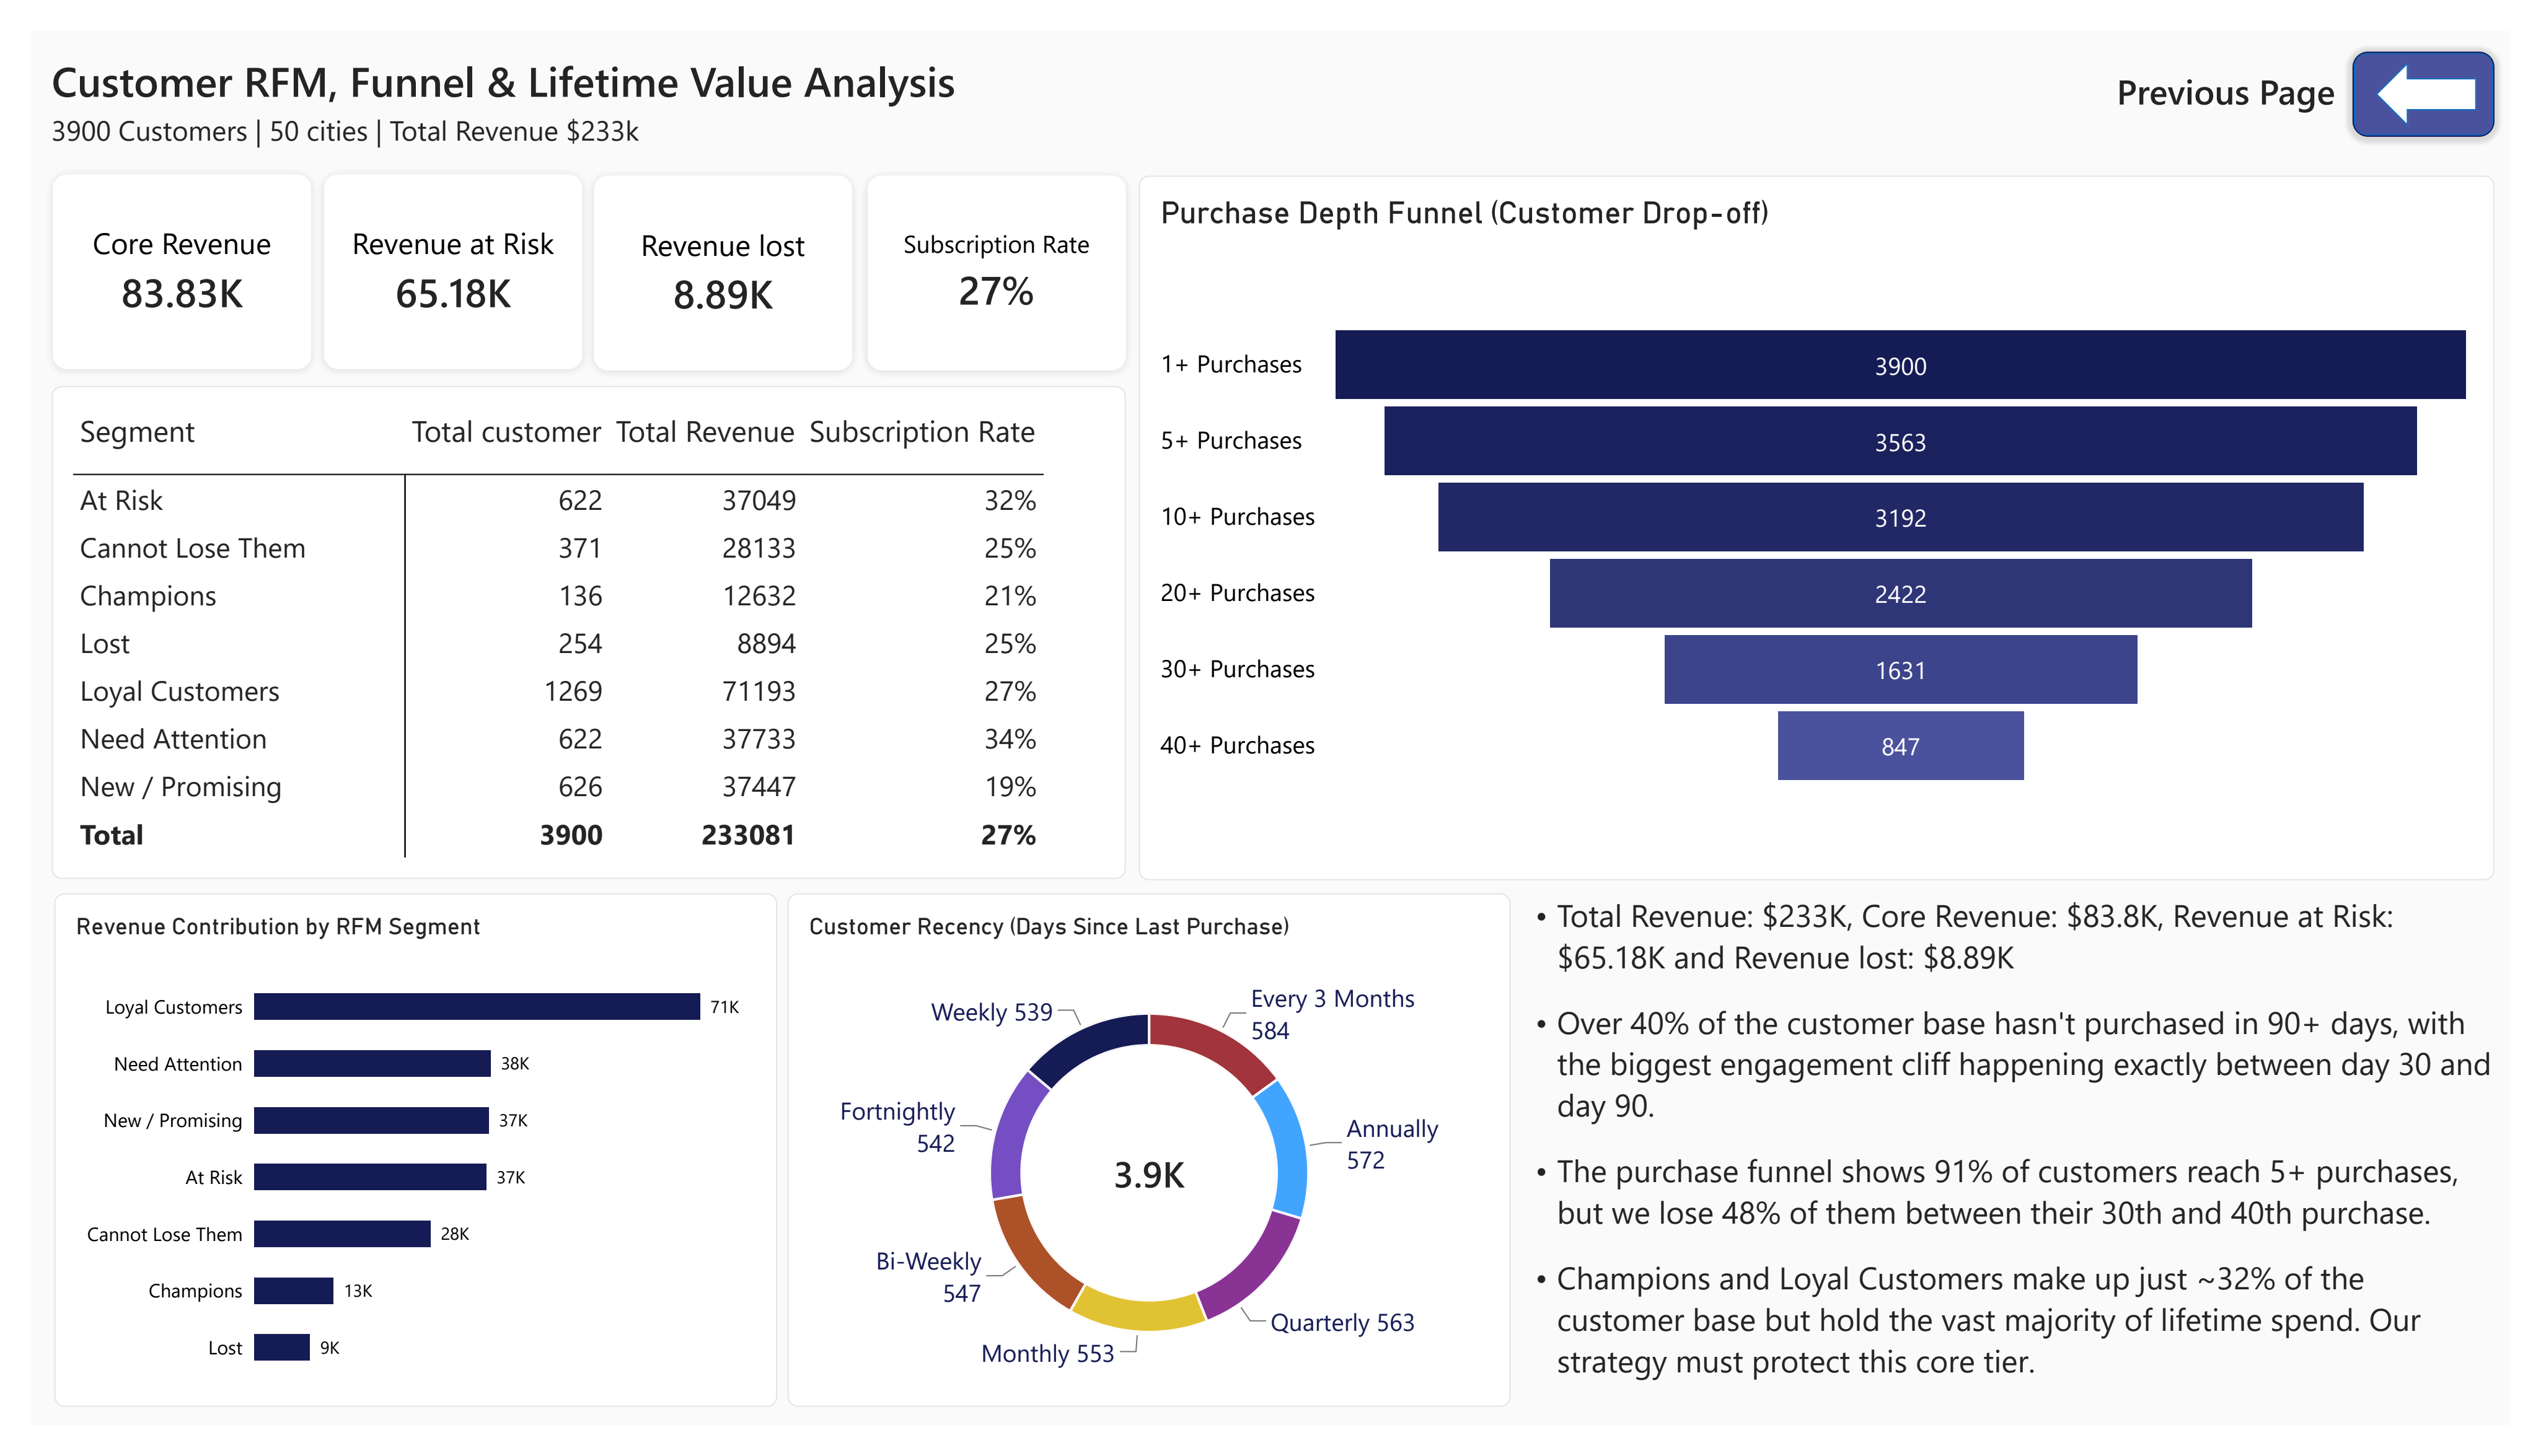 Customer RFM, Funnel & Lifetime Value Analysis
3900 Customers | 50 cities | Total Revenue $233k
Previous Page
Core Revenue
83.83K
Revenue at Risk
65.18K
Revenue lost
8.89K
Subscription Rate
27%
Segment Total customer Total Revenue Subscription Rate
At Risk 622 37049 32%
Cannot Lose Them 371 28133 25%
Champions 136 12632 21%
Lost 254 8894 25%
Loyal Customers 1269 71193 27%
Need Attention 622 37733 34%
New / Promising 626 37447 19%
Total 3900 233081 27%
Purchase Depth Funnel (Customer Drop-off)
1+ Purchases 3900
5+ Purchases 3563
10+ Purchases 3192
20+ Purchases 2422
30+ Purchases 1631
40+ Purchases 847
Revenue Contribution by RFM Segment
Loyal Customers 71K
Need Attention 38K
New / Promising 37K
At Risk 37K
Cannot Lose Them 28K
Champions 13K
Lost 9K
Customer Recency (Days Since Last Purchase)
Every 3 Months
584
Annually
572
Quarterly 563
Monthly 553
Bi-Weekly
547
Fortnightly
542
Weekly 539
3.9K
• Total Revenue: $233K, Core Revenue: $83.8K, Revenue at Risk:
$65.18K and Revenue lost: $8.89K
• Over 40% of the customer base hasn't purchased in 90+ days, with
the biggest engagement cliff happening exactly between day 30 and
day 90.
• The purchase funnel shows 91% of customers reach 5+ purchases,
but we lose 48% of them between their 30th and 40th purchase.
• Champions and Loyal Customers make up just ~32% of the
customer base but hold the vast majority of lifetime spend. Our
strategy must protect this core tier.